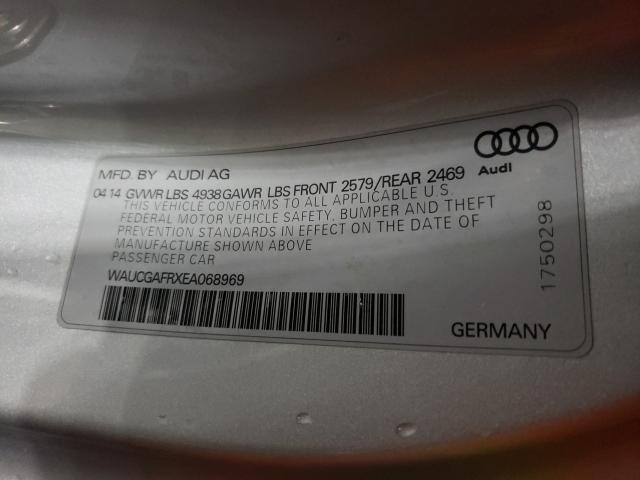 MFD. BY AUDI AG
Audi
04 14 GVWR LBS 4938 GAWR LBS FRONT 2579/REAR 2469
THIS VEHICLE CONFORMS TO ALL APPLICABLE U.S.
FEDERAL MOTOR VEHICLE SAFETY, BUMPER AND THEFT
PREVENTION STANDARDS IN EFFECT ON THE DATE OF
MANUFACTURE SHOWN ABOVE
PASSENGER CAR
WAUCGAFRXEA068969
1750298
GERMANY